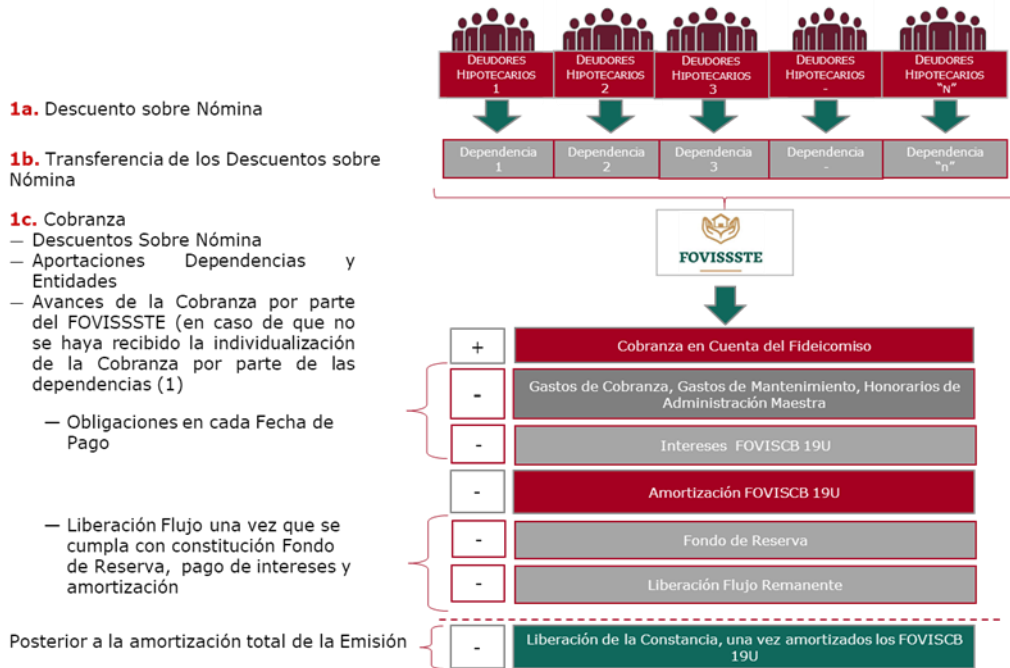 DEUDORES
HIPOTECARIOS
1
DEUDORES
HIPOTECARIOS
2
DEUDORES
HIPOTECARIOS
3
DEUDORES
HIPOTECARIOS
-
DEUDORES
HIPOTECARIOS
"N"
1a. Descuento sobre Nómina
1b. Transferencia de los Descuentos sobre
Nómina
Dependencia
1
Dependencia
2
Dependencia
3
Dependencia
-
Dependencia
"n"
1c. Cobranza
— Descuentos Sobre Nómina
— Aportaciones Dependencias y
Entidades
— Avances de la Cobranza por parte
del FOVISSSTE (en caso de que no
se haya recibido la individualización
de la Cobranza por parte de las
dependencias (1)
FOVISSSTE
+ Cobranza en Cuenta del Fideicomiso
- Gastos de Cobranza, Gastos de Mantenimiento, Honorarios de
Administración Maestra
— Obligaciones en cada Fecha de
Pago
- Intereses FOVISCB 19U
- Amortización FOVISCB 19U
— Liberación Flujo una vez que se
cumpla con constitución Fondo
de Reserva, pago de intereses y
amortización
- Fondo de Reserva
- Liberación Flujo Remanente
Posterior a la amortización total de la Emisión
- Liberación de la Constancia, una vez amortizados los FOVISCB
19U